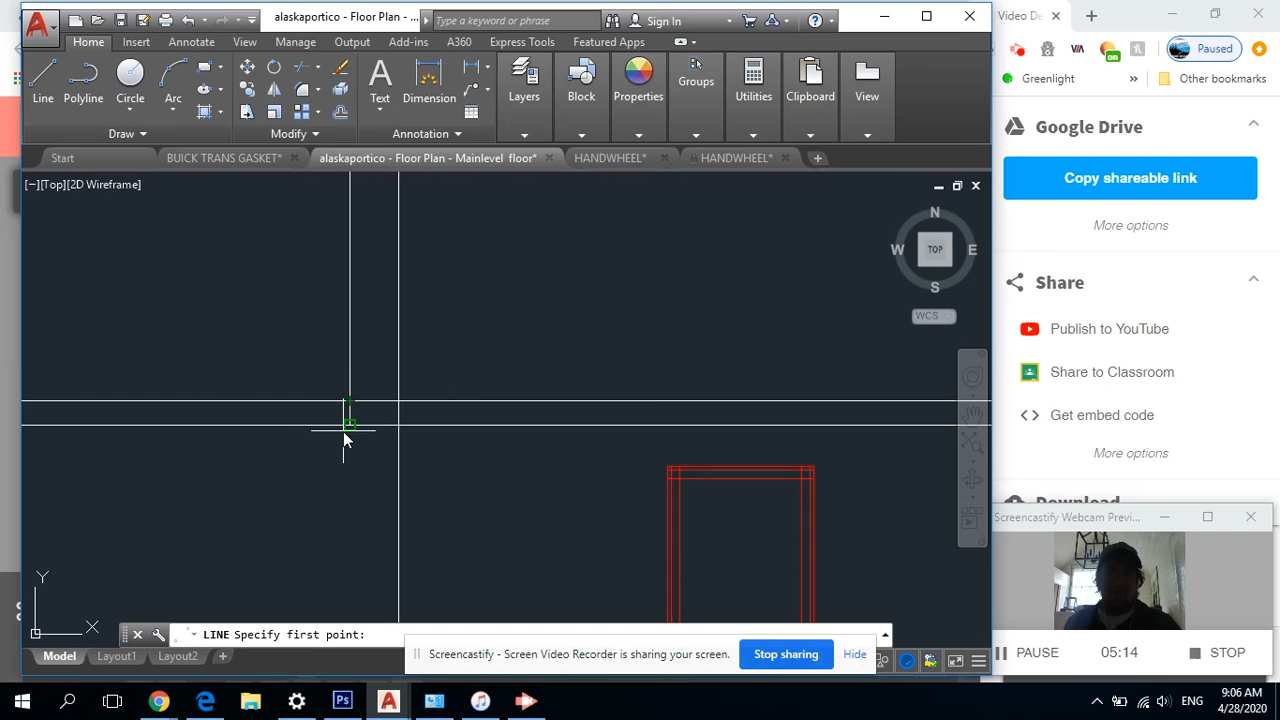 alaskaportico - Floor Plan - ...
Type a keyword or phrase
Sign In
Video De
Home Insert Annotate View Manage Output Add-ins A360 Express Tools Featured Apps
Paused
Greenlight
»
Other bookmarks
Line Polyline Circle Arc Text Dimension Layers Block Properties Groups Utilities Clipboard View
Draw Modify Annotation
Start BUICK TRANS GASKET* alaskaportico - Floor Plan - Mainlevel floor* HANDWHEEL* HANDWHEEL*
[−][Top][2D Wireframe]
N
W TOP E
S
WCS
Y
X
LINE Specify first point:
Model Layout1 Layout2 +
Screencastify - Screen Video Recorder is sharing your screen. Stop sharing Hide
Google Drive
Copy shareable link
More options
Share
Publish to YouTube
Share to Classroom
Get embed code
More options
Download
Screencastify Webcam Previ...
PAUSE 05:14 STOP
ENG
9:06 AM
4/28/2020